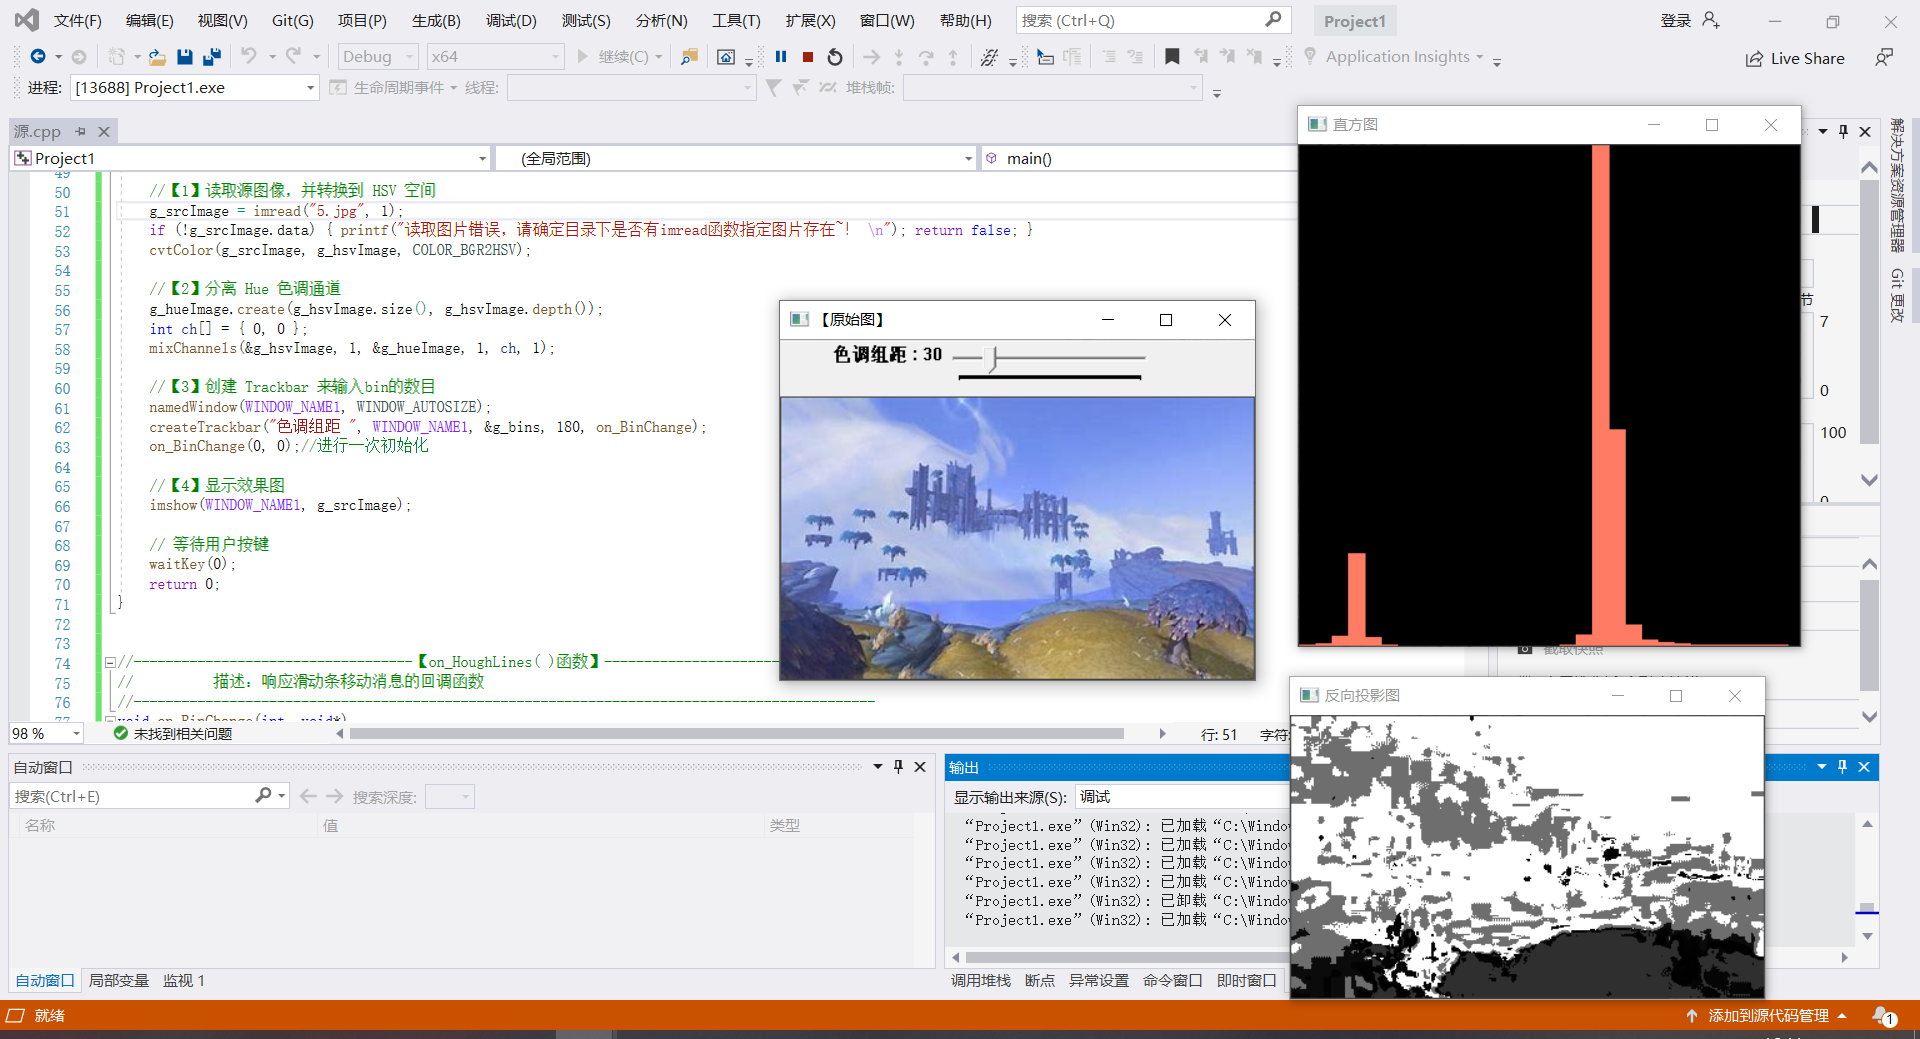 文件(F) 编辑(E) 视图(V) Git(G) 项目(P) 生成(B) 调试(D) 测试(S) 分析(N) 工具(T) 扩展(X) 窗口(W) 帮助(H) 搜索 (Ctrl+Q) Project1 登录
Debug x64 继续(C) Application Insights Live Share
进程: [13688] Project1.exe 生命周期事件 线程: 堆栈帧:
源.cpp
Project1 (全局范围) main()
49
50 //【1】读取源图像，并转换到 HSV 空间
51 g_srcImage = imread("5.jpg", 1);
52 if (!g_srcImage.data) { printf("读取图片错误，请确定目录下是否有imread函数指定图片存在~！ \n"); return false; }
53 cvtColor(g_srcImage, g_hsvImage, COLOR_BGR2HSV);
54
55 //【2】分离 Hue 色调通道
56 g_hueImage.create(g_hsvImage.size(), g_hsvImage.depth());
57 int ch[] = { 0, 0 };
58 mixChannels(&g_hsvImage, 1, &g_hueImage, 1, ch, 1);
59
60 //【3】创建 Trackbar 来输入bin的数目
61 namedWindow(WINDOW_NAME1, WINDOW_AUTOSIZE);
62 createTrackbar("色调组距 ", WINDOW_NAME1, &g_bins, 180, on_BinChange);
63 on_BinChange(0, 0);//进行一次初始化
64
65 //【4】显示效果图
66 imshow(WINDOW_NAME1, g_srcImage);
67
68 // 等待用户按键
69 waitKey(0);
70 return 0;
71 }
72
73
74 //-----------------------------------【on_HoughLines( )函数】----------------------
75 // 描述：响应滑动条移动消息的回调函数
76 //---------------------------------------------------------------------------------------------
77 void on_BinChange(int, void*)
98 % 未找到相关问题 行: 51
【原始图】
色调组距 : 30
直方图
反向投影图
解决方案资源管理器
Git 更改
节
7
0
100
0
截取快照
自动窗口
搜索(Ctrl+E) 搜索深度:
名称 值 类型
自动窗口 局部变量 监视 1
输出
显示输出来源(S): 调试
“Project1.exe”(Win32): 已加载“C:\Windo
“Project1.exe”(Win32): 已加载“C:\Windo
“Project1.exe”(Win32): 已加载“C:\Windo
“Project1.exe”(Win32): 已加载“C:\Windo
“Project1.exe”(Win32): 已卸载“C:\Windo
“Project1.exe”(Win32): 已加载“C:\Windo
调用堆栈 断点 异常设置 命令窗口 即时窗口
就绪 添加到源代码管理 1